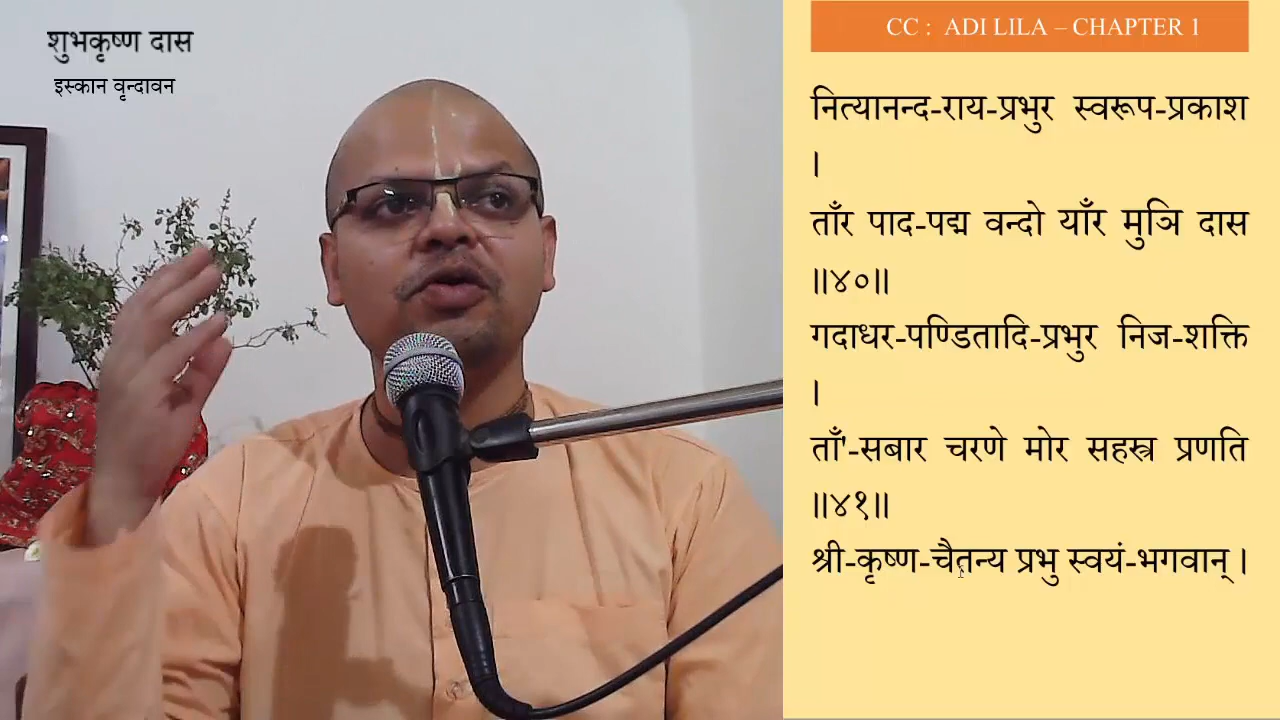 शुभकृष्ण दास
इस्कान वृन्दावन
CC : ADI LILA – CHAPTER 1
नित्यानन्द-राय-प्रभुर स्वरूप-प्रकाश
।
ताँर पाद-पद्म वन्दो याँर मुञि दास
॥४०॥
गदाधर-पण्डितादि-प्रभुर निज-शक्ति
।
ताँ'-सबार चरणे मोर सहस्त्र प्रणति
॥४१॥
श्री-कृष्ण-चैतन्य प्रभु स्वयं-भगवान् ।